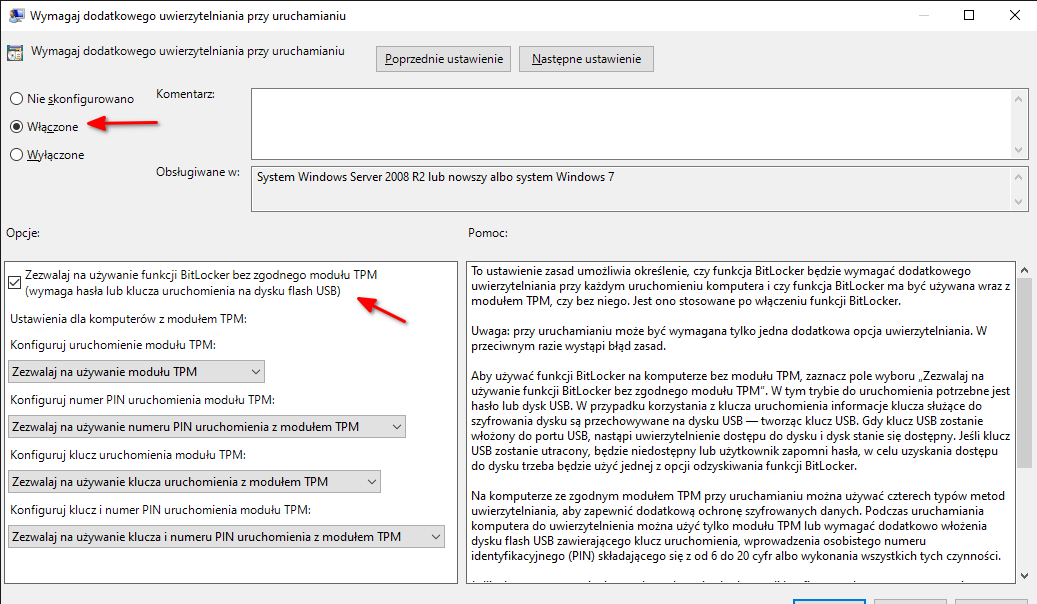 Wymagaj dodatkowego uwierzytelniania przy uruchamianiu
Wymagaj dodatkowego uwierzytelniania przy uruchamianiu
Poprzednie ustawienie
Następne ustawienie
Nie skonfigurowano
Włączone
Wyłączone
Komentarz:
Obsługiwane w:
System Windows Server 2008 R2 lub nowszy albo system Windows 7
Opcje:
Zezwalaj na używanie funkcji BitLocker bez zgodnego modułu TPM
(wymaga hasła lub klucza uruchomienia na dysku flash USB)
Ustawienia dla komputerów z modułem TPM:
Konfiguruj uruchomienie modułu TPM:
Zezwalaj na używanie modułu TPM
Konfiguruj numer PIN uruchomienia modułu TPM:
Zezwalaj na używanie numeru PIN uruchomienia z modułem TPM
Konfiguruj klucz uruchomienia modułu TPM:
Zezwalaj na używanie klucza uruchomienia z modułem TPM
Konfiguruj klucz i numer PIN uruchomienia modułu TPM:
Zezwalaj na używanie klucza i numeru PIN uruchomienia z modułem TPM
Pomoc:
To ustawienie zasad umożliwia określenie, czy funkcja BitLocker będzie wymagać dodatkowego
uwierzytelniania przy każdym uruchomieniu komputera i czy funkcja BitLocker ma być używana wraz z
modułem TPM, czy bez niego. Jest ono stosowane po włączeniu funkcji BitLocker.
Uwaga: przy uruchamianiu może być wymagana tylko jedna dodatkowa opcja uwierzytelniania. W
przeciwnym razie wystąpi błąd zasad.
Aby używać funkcji BitLocker na komputerze bez modułu TPM, zaznacz pole wyboru „Zezwalaj na
używanie funkcji BitLocker bez zgodnego modułu TPM”. W tym trybie do uruchomienia potrzebne jest
hasło lub dysk USB. W przypadku korzystania z klucza uruchomienia informacje klucza służące do
szyfrowania dysku są przechowywane na dysku USB — tworząc klucz USB. Gdy klucz USB zostanie
włożony do portu USB, nastąpi uwierzytelnienie dostępu do dysku i dysk stanie się dostępny. Jeśli klucz
USB zostanie utracony, będzie niedostępny lub użytkownik zapomni hasła, w celu uzyskania dostępu
do dysku trzeba będzie użyć jednej z opcji odzyskiwania funkcji BitLocker.
Na komputerze ze zgodnym modułem TPM przy uruchamianiu można używać czterech typów metod
uwierzytelniania, aby zapewnić dodatkową ochronę szyfrowanych danych. Podczas uruchamiania
komputera do uwierzytelnienia można użyć tylko modułu TPM lub wymagać dodatkowo włożenia
dysku flash USB zawierającego klucz uruchomienia, wprowadzenia osobistego numeru
identyfikacyjnego (PIN) składającego się z od 6 do 20 cyfr albo wykonania wszystkich tych czynności.